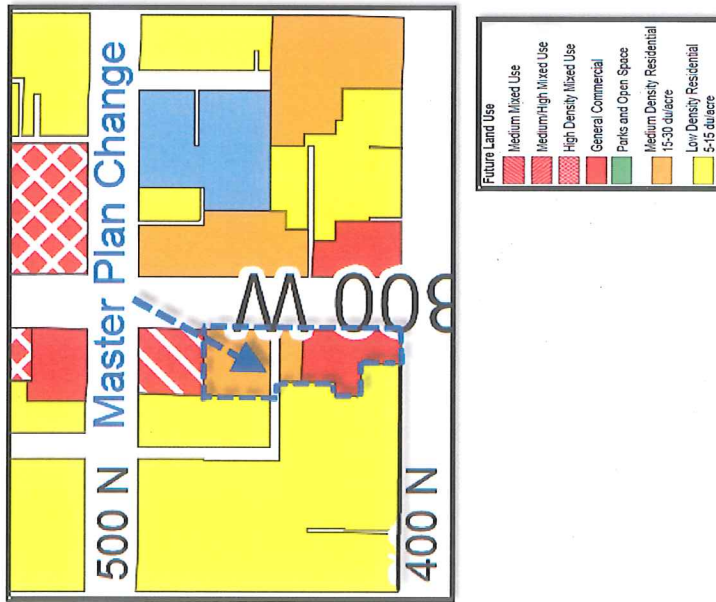 Master Plan Change
500 N
800 W
400 N
Future Land Use
Medium Mixed Use
Medium/High Mixed Use
High Density Mixed Use
General Commercial
Parks and Open Space
Medium Density Residential
15-30 du/acre
Low Density Residential
5-15 du/acre